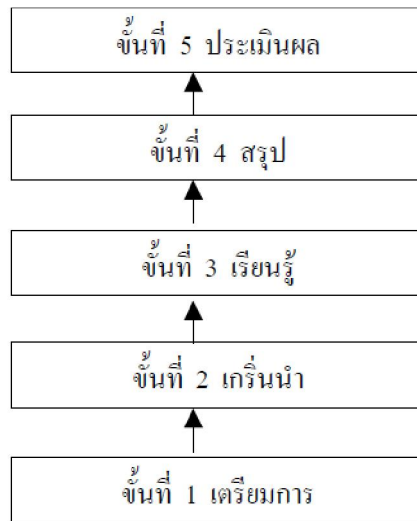 ขั้นที่ 5 ประเมินผล
ขั้นที่ 4 สรุป
ขั้นที่ 3 เรียนรู้
ขั้นที่ 2 เกริ่นนำ
ขั้นที่ 1 เตรียมการ